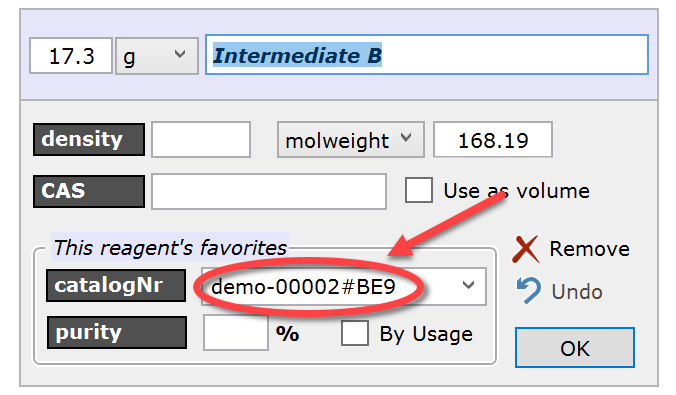 17.3 g Intermediate B
density molweight 168.19
CAS Use as volume
This reagent's favorites
Remove
catalogNr demo-00002#BE9
Undo
purity % By Usage
OK